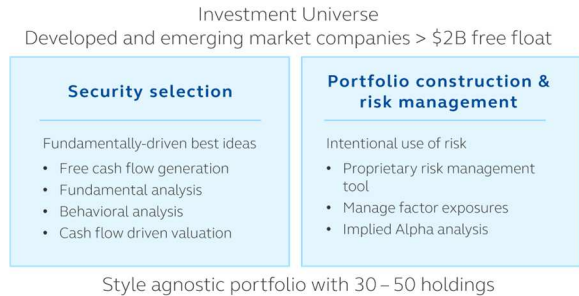 Investment Universe
Developed and emerging market companies > $2B free float
Security selection
Fundamentally-driven best ideas
• Free cash flow generation
• Fundamental analysis
• Behavioral analysis
• Cash flow driven valuation
Portfolio construction &
risk management
Intentional use of risk
• Proprietary risk management
tool
• Manage factor exposures
• Implied Alpha analysis
Style agnostic portfolio with 30 – 50 holdings